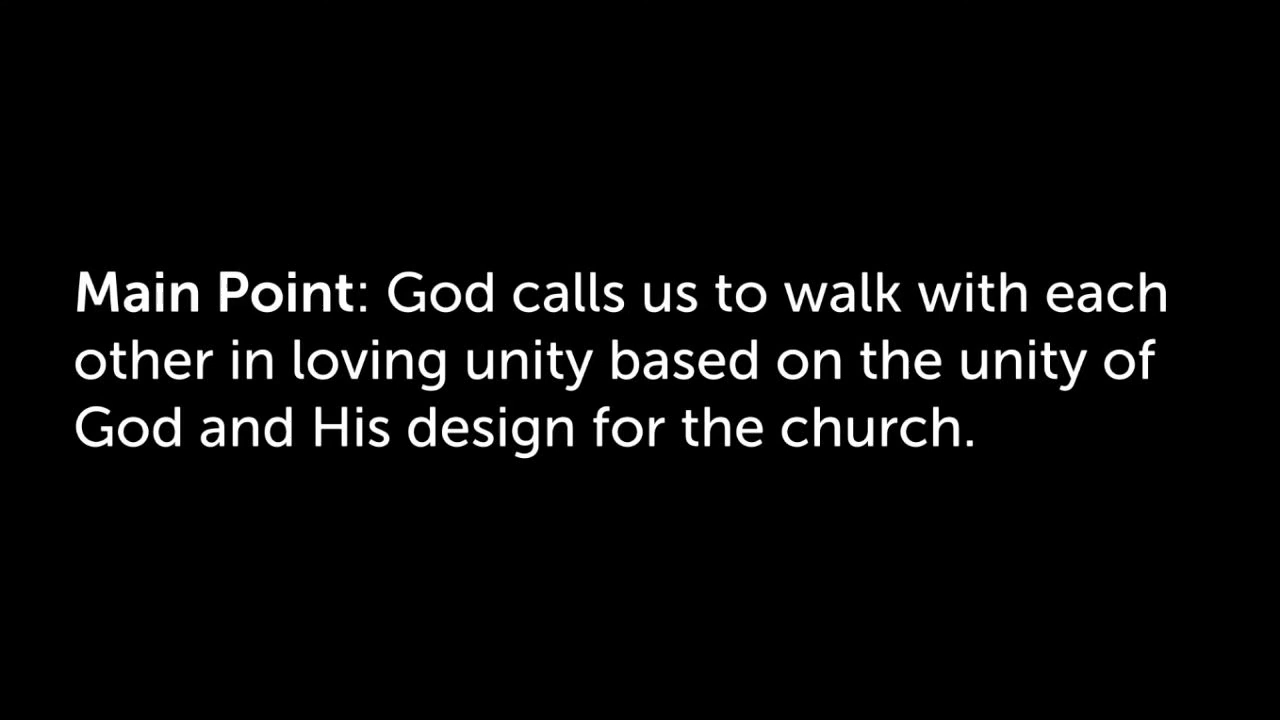 Main Point: God calls us to walk with each
other in loving unity based on the unity of
God and His design for the church.